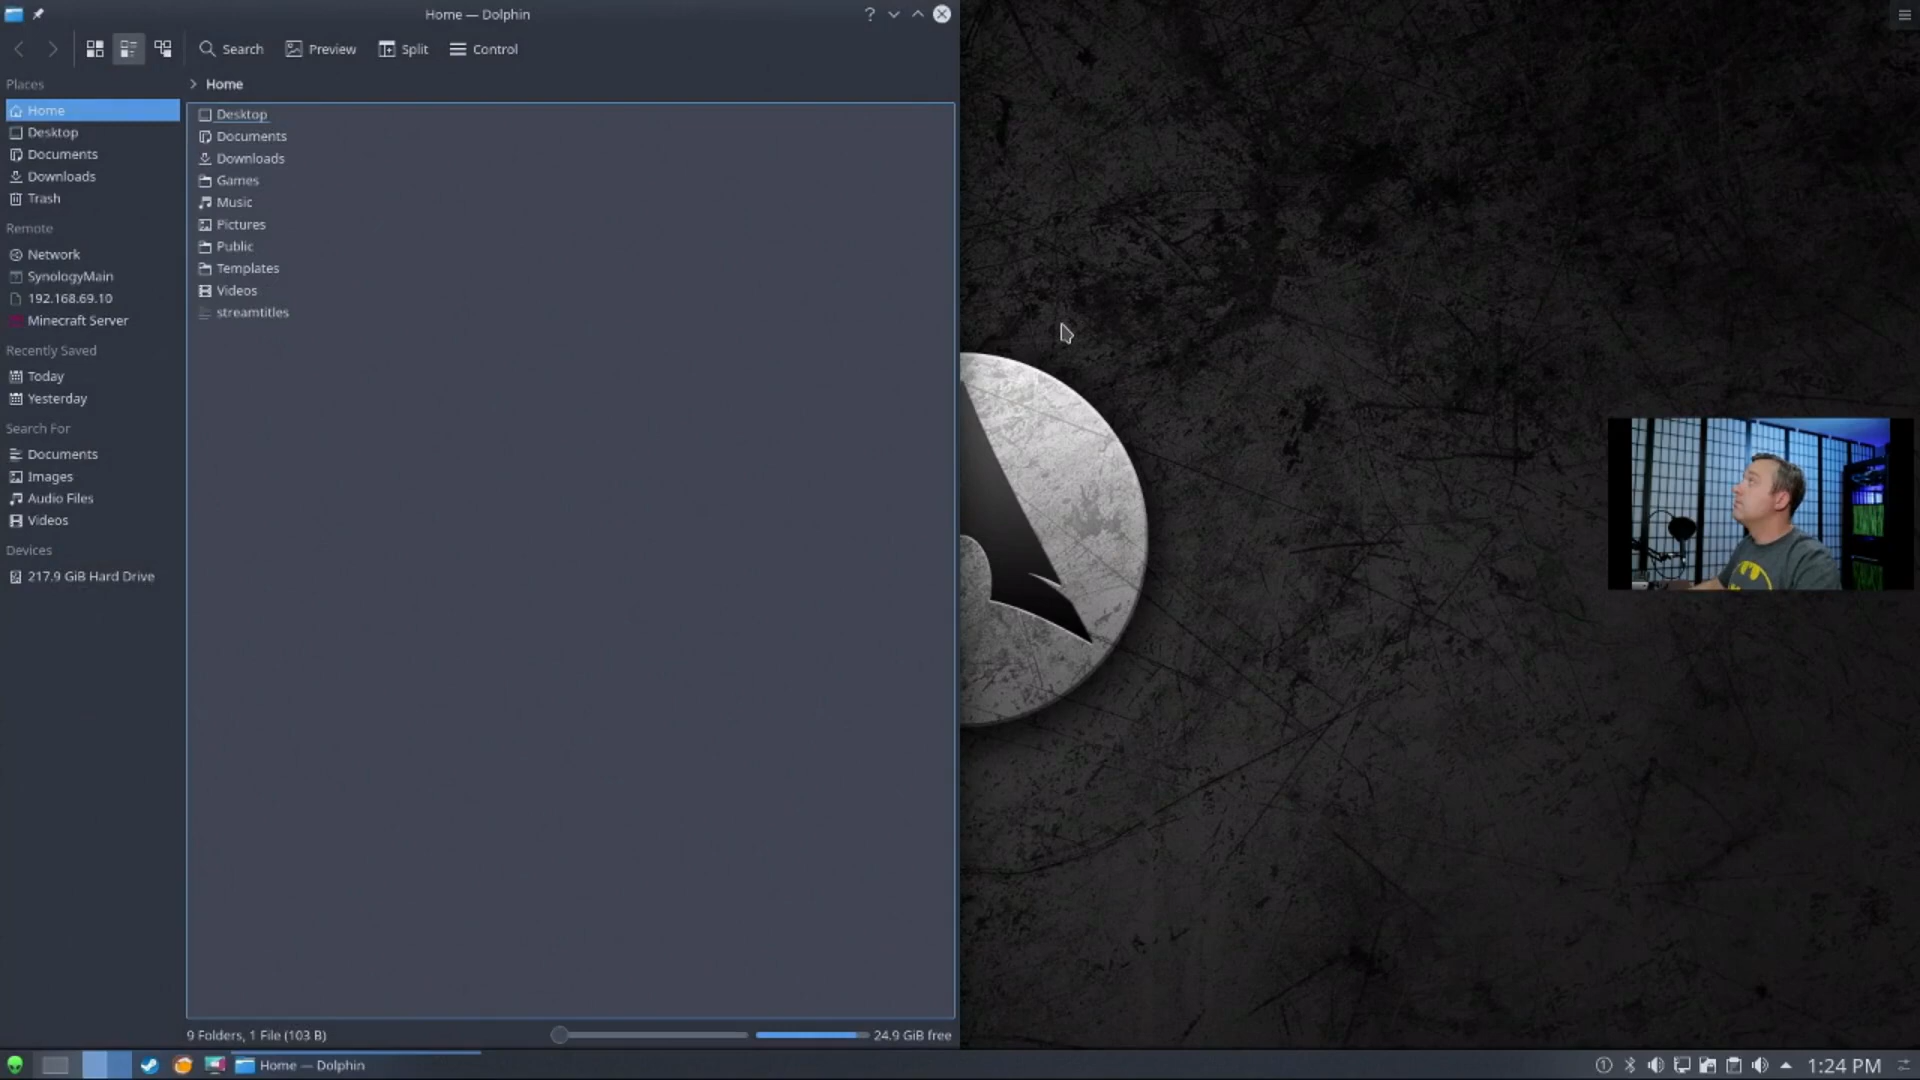 Home — Dolphin
?
Search
Preview
Split
Control
Places
> Home
Home
Desktop
Documents
Downloads
Trash
Remote
Network
SynologyMain
192.168.69.10
Minecraft Server
Recently Saved
Today
Yesterday
Search For
Documents
Images
Audio Files
Videos
Devices
217.9 GiB Hard Drive
Desktop
Documents
Downloads
Games
Music
Pictures
Public
Templates
Videos
streamtitles
9 Folders, 1 File (103 B)
24.9 GiB free
Home — Dolphin
1
1:24 PM